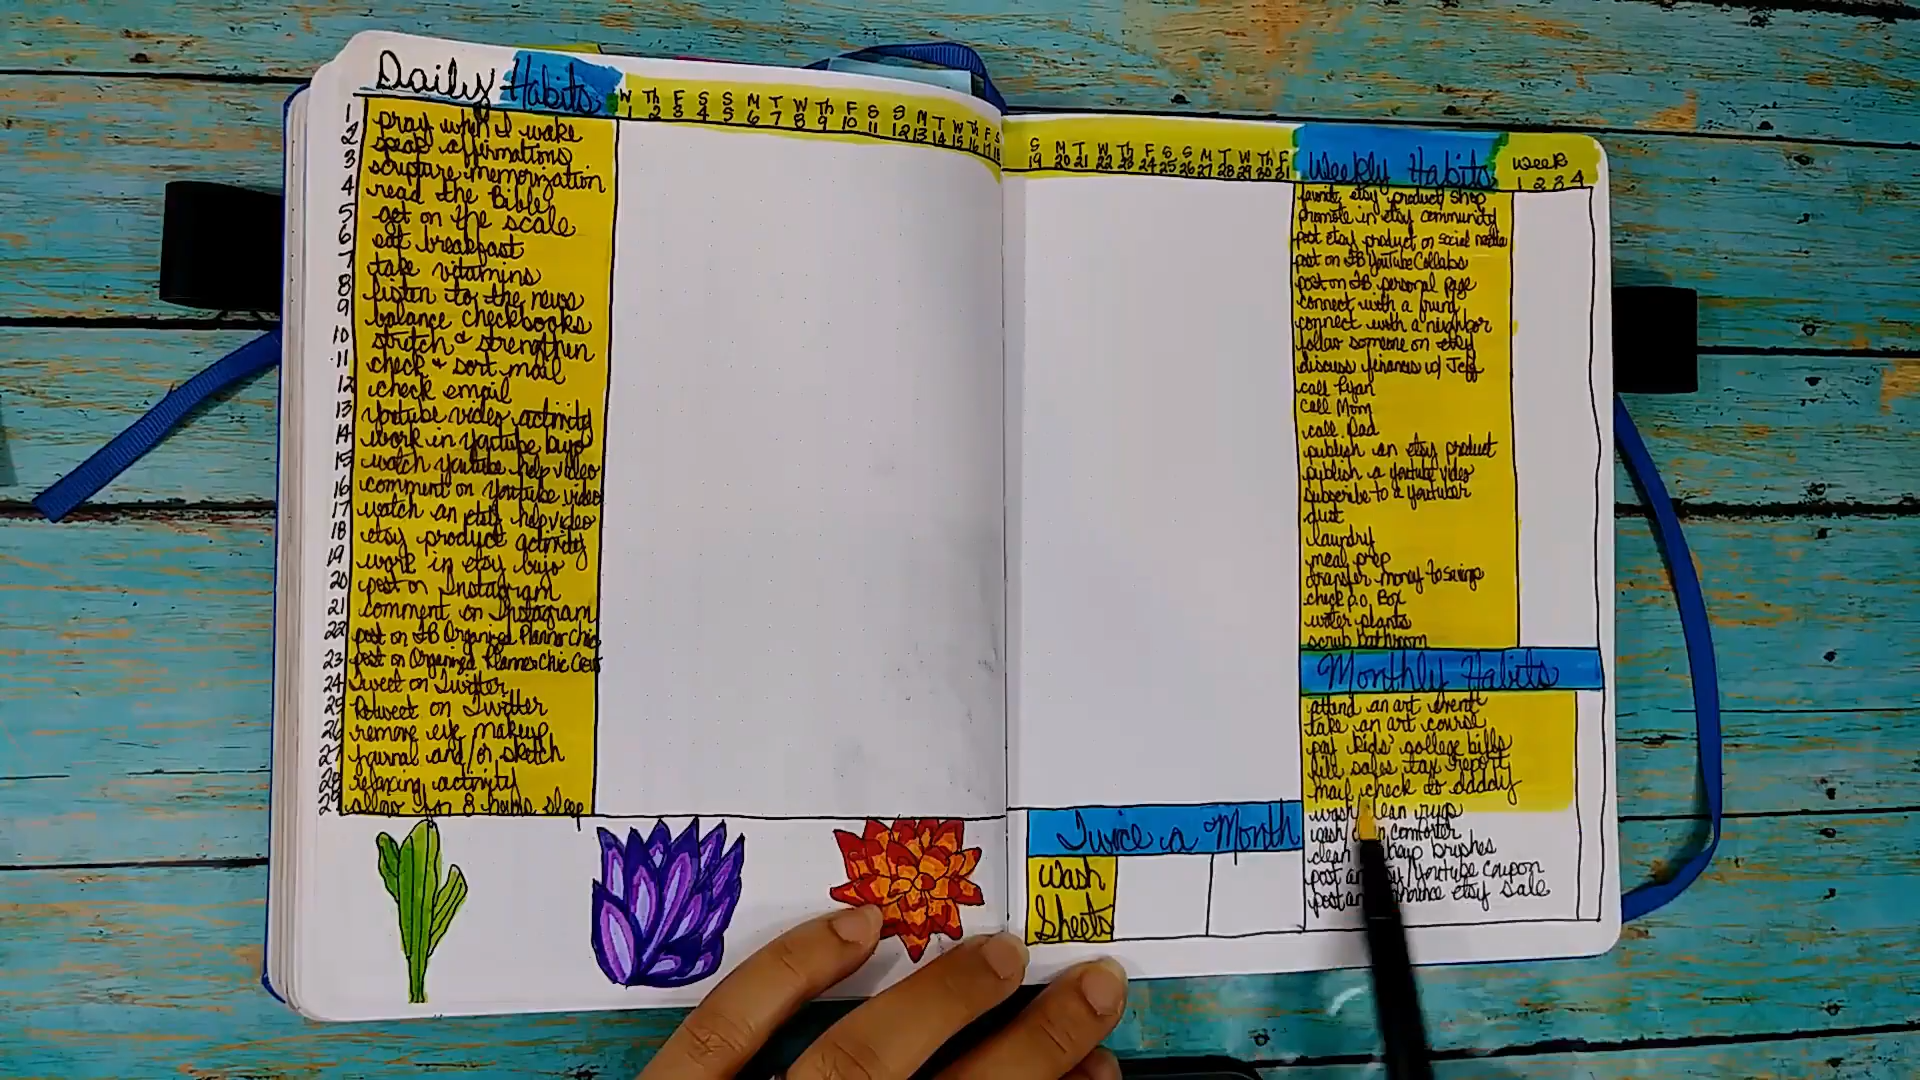 Daily Habits
W Th F S S M T W Th F S S M T W Th F S
1 2 3 4 5 6 7 8 9 10 11 12 13 14 15 16 17 18
1 pray when I wake
2 speak affirmations
3 scripture memorization
4 read the Bible
5 get on the scale
6 eat breakfast
7 take vitamins
8 listen to the news
9 balance checkbooks
10 stretch & strengthen
11 check & sort mail
12 check email
13 youtube video activity
14 work in youtube bujo
15 watch youtube help video
16 comment on youtube video
17 watch an etsy help video
18 etsy product activity
19 work in etsy bujo
20 post on Instagram
21 comment on Instagram
22 post on FB Organized Planner Chic
23 post on Organized Planner Chic
24 Tweet on Twitter
25 Retweet on Twitter
26 remove eye makeup
27 journal and/or sketch
28 relaxing activity
29 allow for 8 hours sleep
S M T W Th F S S M T W Th F
19 20 21 22 23 24 25 26 27 28 29 30 31
Weekly Habits
Week
1 2 3 4
favorite etsy product/shop
promote in etsy community
post etsy product on social media
post on FB YouTube Collabs
post on FB personal page
connect with a friend
connect with a neighbor
follow someone on etsy
discuss finances w/ Jeff
call Ryan
call Mom
call Dad
publish an etsy product
publish a youtube video
subscribe to a youtuber
dust
laundry
meal prep
transfer money to savings
check p.o. Box
water plants
scrub bathroom
Monthly Habits
attend an art event
take an art course
pay kids' college bills
file sales tax report
mail check to daddy
wash/clean rugs
wash/clean comforter
clean makeup brushes
post an etsy/Youtube coupon
post and announce etsy sale
Twice a Month
Wash
Sheets